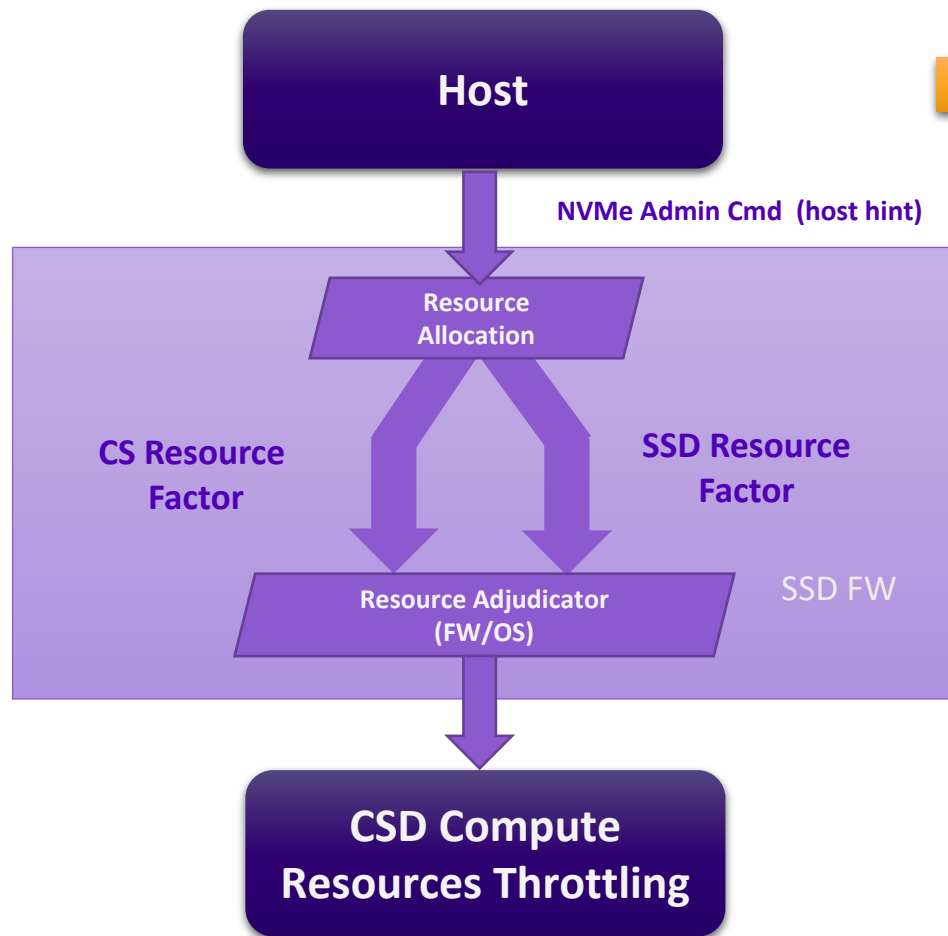 Host
NVMe Admin Cmd (host hint)
Resource
Allocation
CS Resource
Factor
SSD Resource
Factor
Resource Adjudicator
(FW/OS)
SSD FW
CSD Compute
Resources Throttling